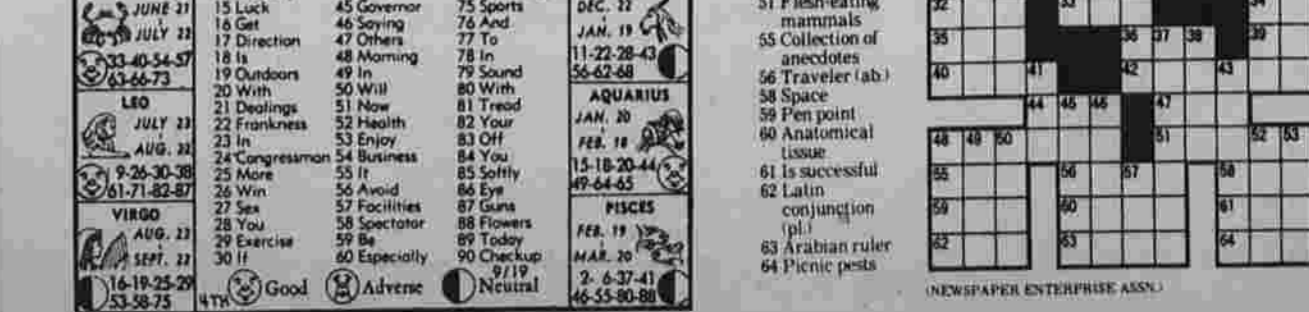 JUNE 21
JULY 22
33-40-54-57
63-66-73
LEO
JULY 23
AUG. 22
9-26-30-38
61-71-82-87
VIRGO
AUG. 23
SEPT. 22
16-19-25-29
53-58-75
15 Luck
16 Get
17 Direction
18 Is
19 Outdoors
20 With
21 Dealings
22 Frankness
23 In
24 Congressman
25 More
26 Win
27 Sex
28 You
29 Exercise
30 If
45 Governor
46 Saying
47 Others
48 Morning
49 In
50 Will
51 Now
52 Health
53 Enjoy
54 Business
55 It
56 Avoid
57 Facilities
58 Spectator
59 Be
60 Especially
75 Sports
76 And
77 To
78 In
79 Sound
80 With
81 Tread
82 Your
83 Off
84 You
85 Softly
86 Eye
87 Guns
88 Flowers
89 Today
90 Checkup
9/19
4TH Good Adverse Neutral
DEC. 22
JAN. 19
11-22-28-43
56-62-68
AQUARIUS
JAN. 20
FEB. 18
15-18-20-44
49-64-65
PISCES
FEB. 19
MAR. 20
2- 6-37-41
46-55-80-88
51 Flesh-eating
mammals
55 Collection of
anecdotes
56 Traveler (ab.)
58 Space
59 Pen point
60 Anatomical
tissue
61 Is successful
62 Latin
conjunction
(pl.)
63 Arabian ruler
64 Picnic pests
32 33 34
35 36 37 38 39
40 41 42 43
44 45 46 47
48 49 50 51 52 53
55 56 57 58
59 60 61
62 63 64
(NEWSPAPER ENTERPRISE ASSN.)